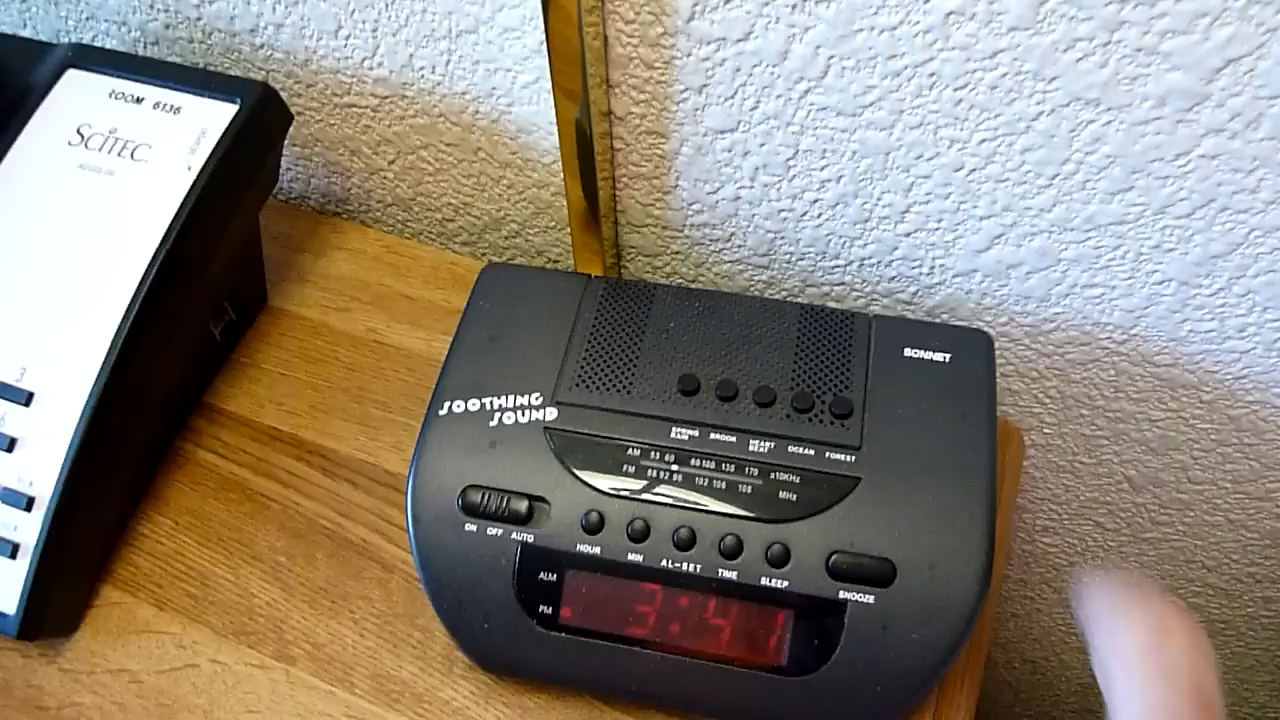 ROOM 6136
SCITEC
3
6
BONNET
SOOTHING
SOUND
SPRING RAIN BROOK HEART BEAT OCEAN FOREST
AM 53 60 80 100 130 170 x10KHz
FM 88 92 96 102 106 108 MHz
ON OFF AUTO
HOUR MIN AL-SET TIME SLEEP
SNOOZE
ALM
PM
3:41